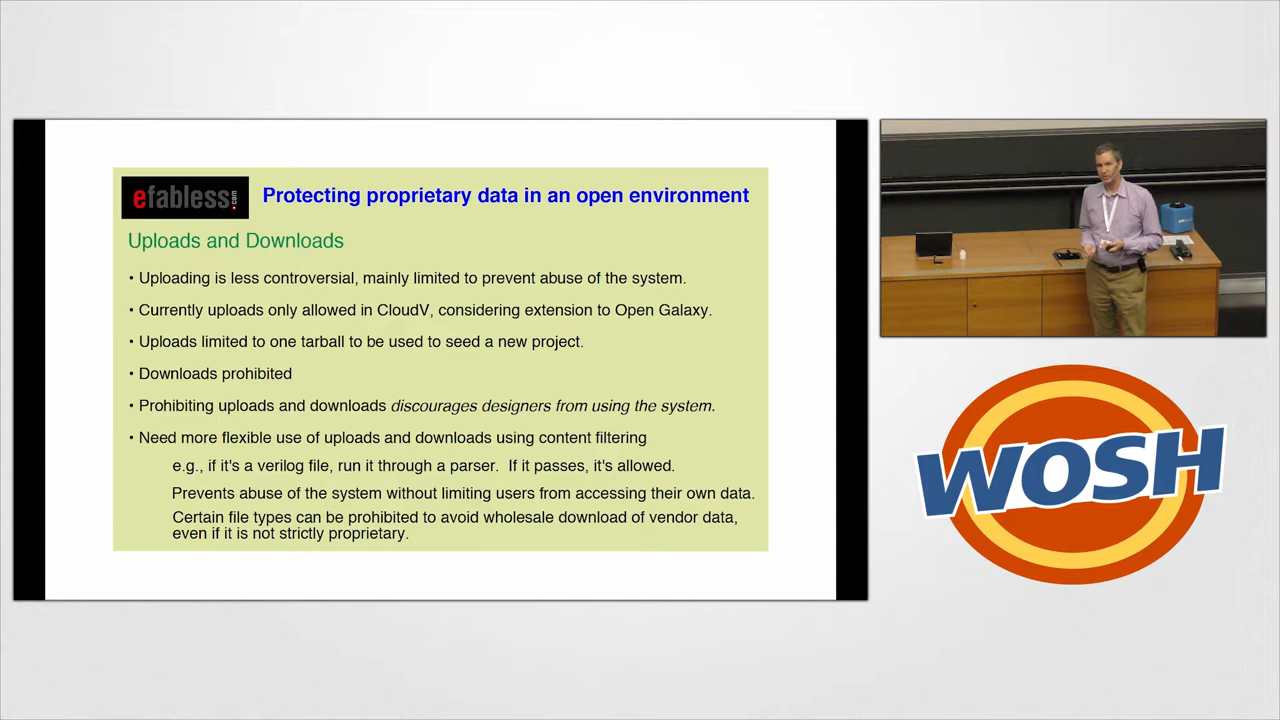 efabless.com
Protecting proprietary data in an open environment
Uploads and Downloads
• Uploading is less controversial, mainly limited to prevent abuse of the system.
• Currently uploads only allowed in CloudV, considering extension to Open Galaxy.
• Uploads limited to one tarball to be used to seed a new project.
• Downloads prohibited
• Prohibiting uploads and downloads discourages designers from using the system.
• Need more flexible use of uploads and downloads using content filtering
e.g., if it's a verilog file, run it through a parser.  If it passes, it's allowed.
Prevents abuse of the system without limiting users from accessing their own data.
Certain file types can be prohibited to avoid wholesale download of vendor data,
even if it is not strictly proprietary.
WOSH